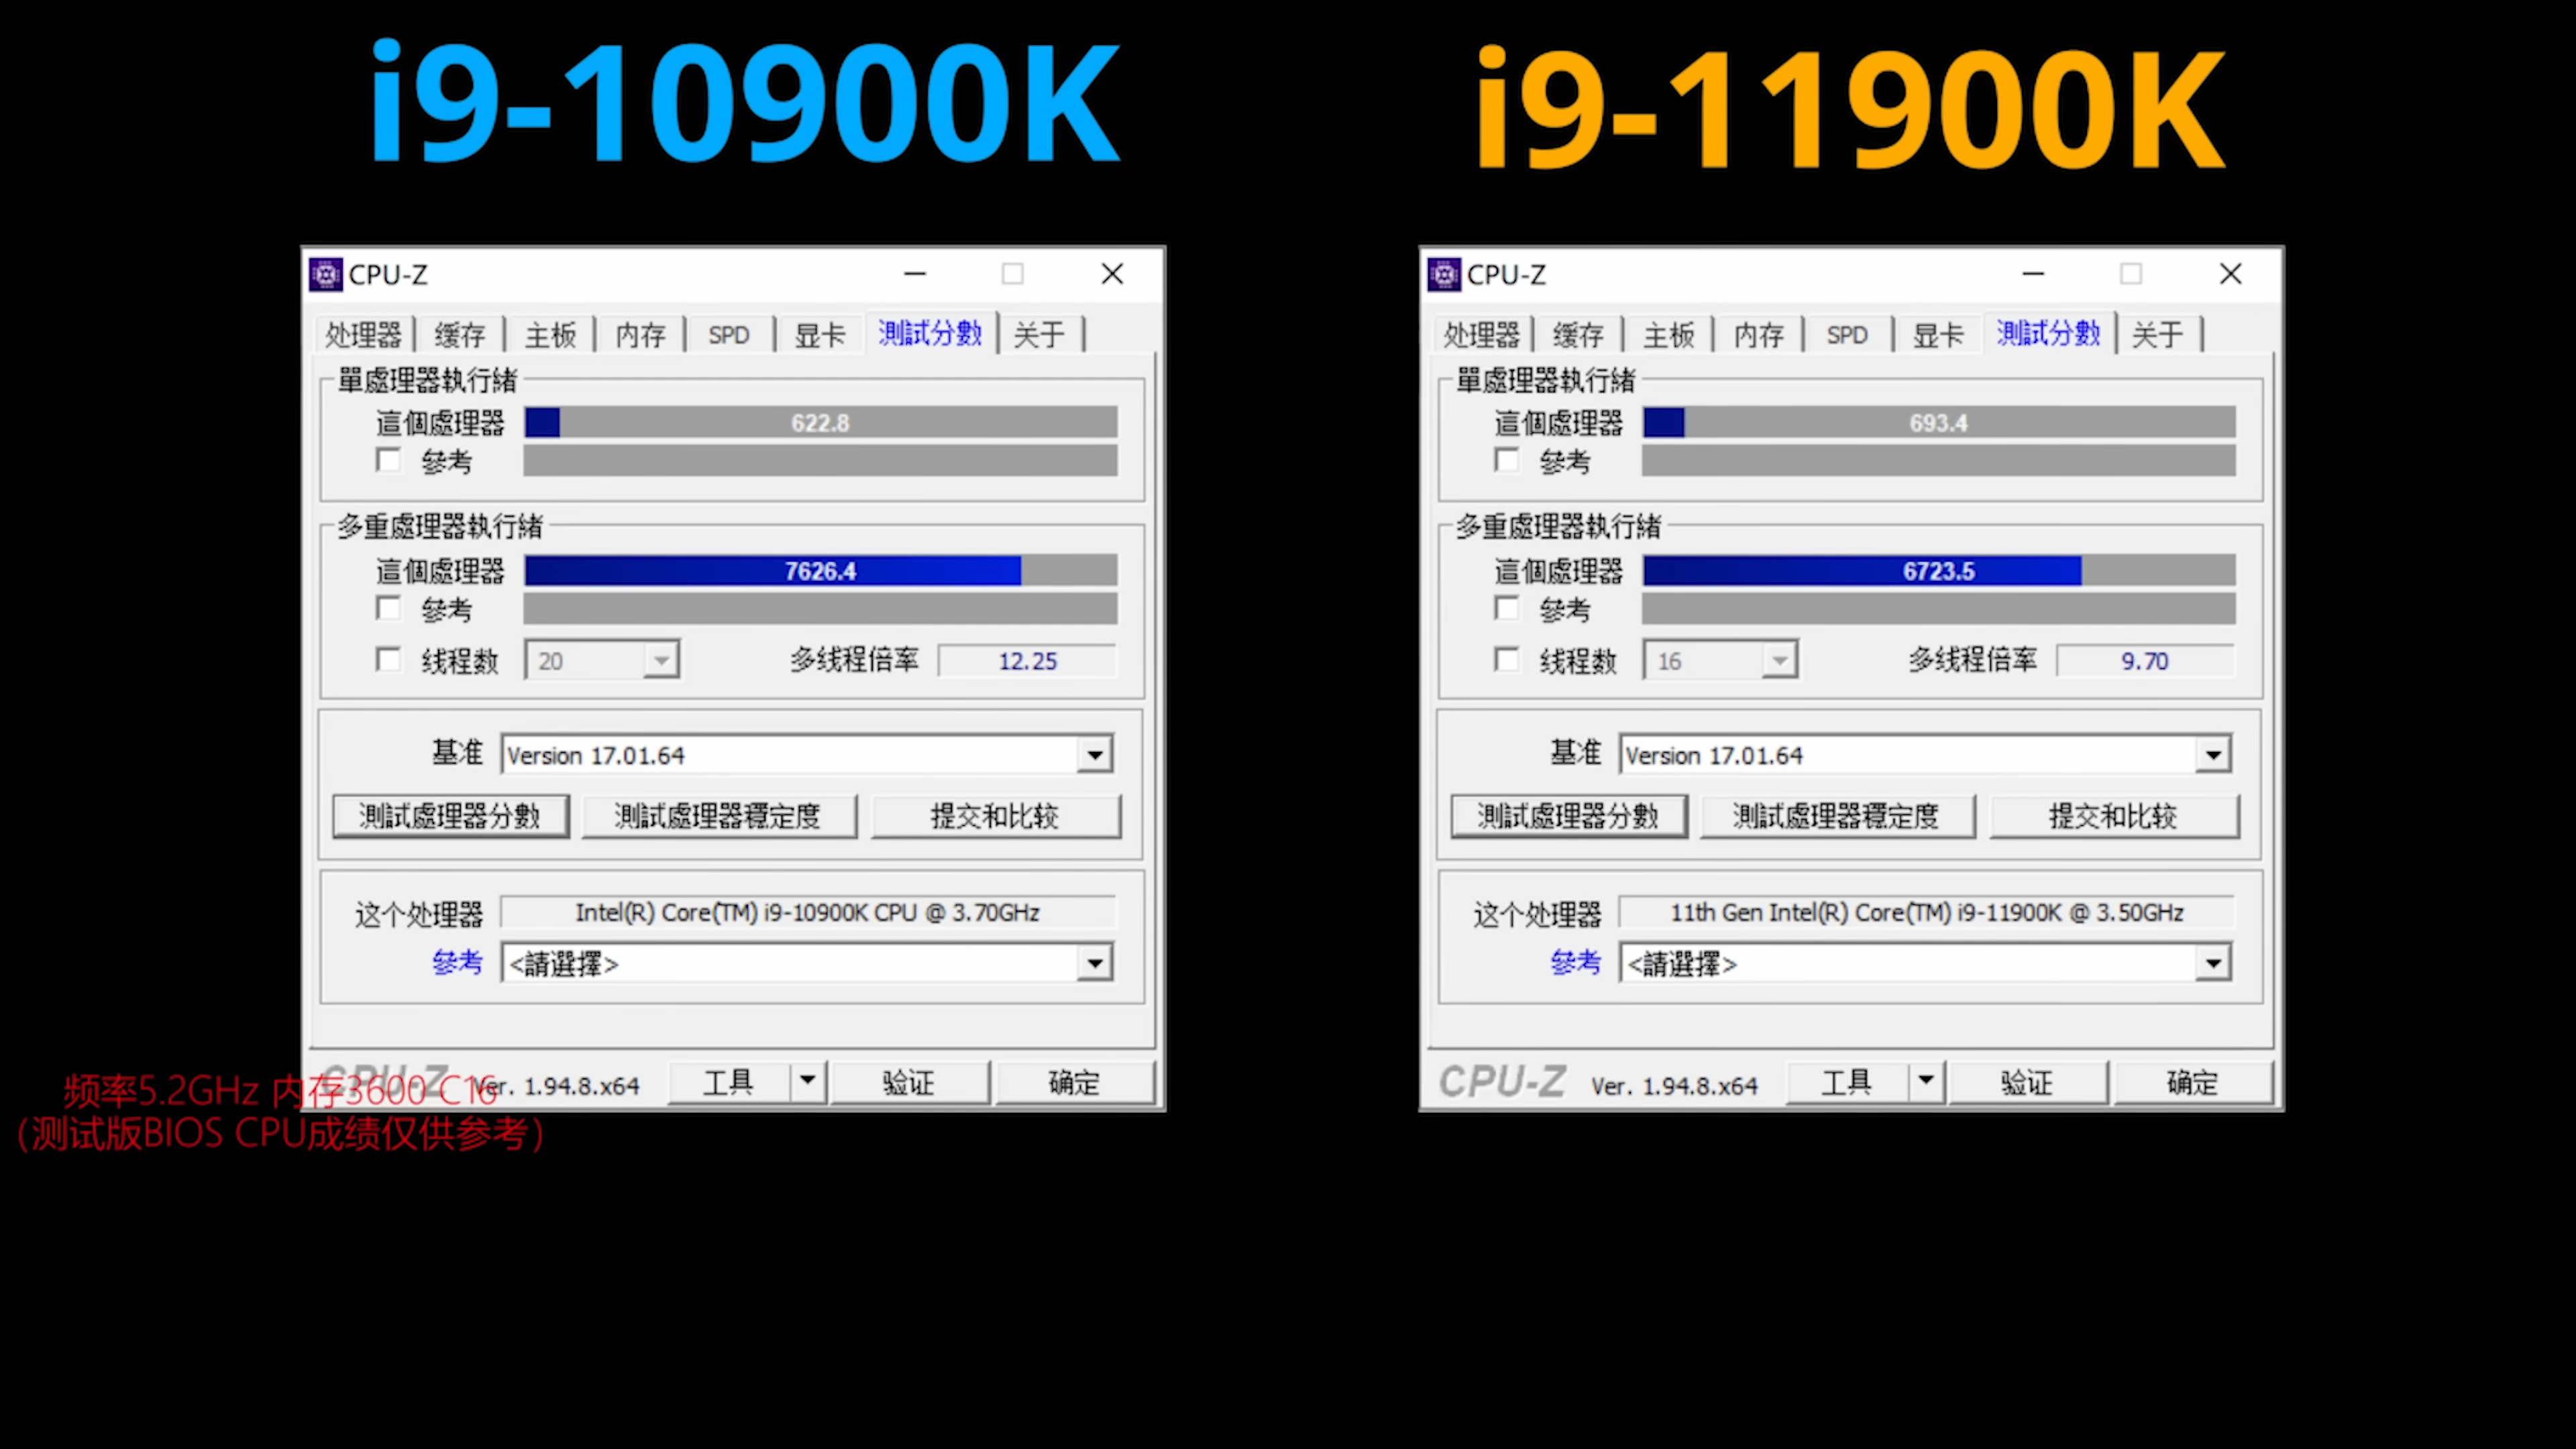 i9-10900K
i9-11900K
CPU-Z
处理器 缓存 主板 内存 SPD 显卡 測試分數 关于
單處理器執行緒
這個處理器 622.8
參考
多重處理器執行緒
這個處理器 7626.4
參考
线程数 20 多线程倍率 12.25
基准 Version 17.01.64
測試處理器分數 測試處理器穩定度 提交和比较
这个处理器 Intel(R) Core(TM) i9-10900K CPU @ 3.70GHz
參考 <請選擇>
CPU-Z Ver. 1.94.8.x64 工具 验证 确定
CPU-Z
处理器 缓存 主板 内存 SPD 显卡 測試分數 关于
單處理器執行緒
這個處理器 693.4
參考
多重處理器執行緒
這個處理器 6723.5
參考
线程数 16 多线程倍率 9.70
基准 Version 17.01.64
測試處理器分數 測試處理器穩定度 提交和比较
这个处理器 11th Gen Intel(R) Core(TM) i9-11900K @ 3.50GHz
參考 <請選擇>
CPU-Z Ver. 1.94.8.x64 工具 验证 确定
频率5.2GHz 内存3600 C16
（测试版BIOS CPU成绩仅供参考）